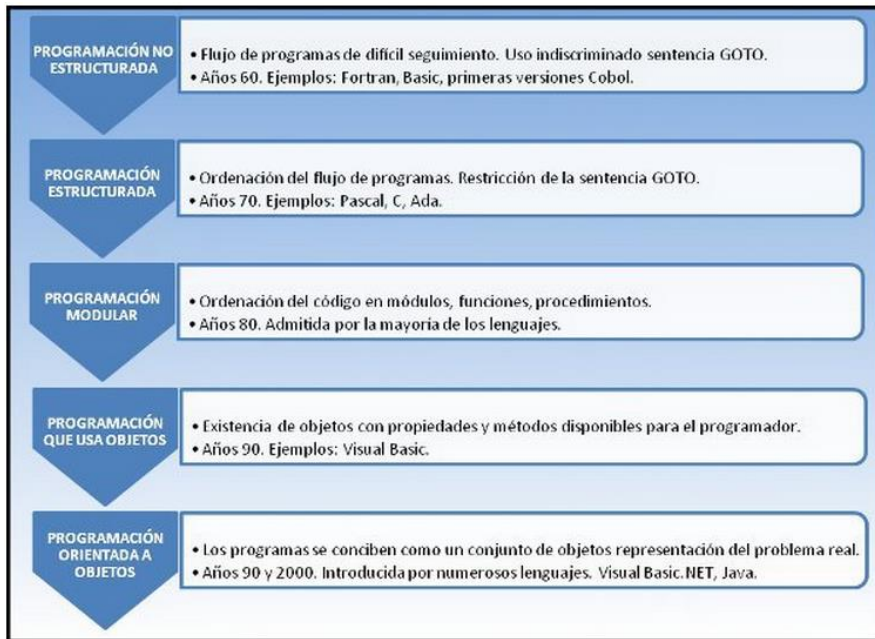 PROGRAMACIÓN NO
ESTRUCTURADA
• Flujo de programas de difícil seguimiento. Uso indiscriminado sentencia GOTO.
• Años 60. Ejemplos: Fortran, Basic, primeras versiones Cobol.
PROGRAMACIÓN
ESTRUCTURADA
• Ordenación del flujo de programas. Restricción de la sentencia GOTO.
• Años 70. Ejemplos: Pascal, C, Ada.
PROGRAMACIÓN
MODULAR
• Ordenación del código en módulos, funciones, procedimientos.
• Años 80. Admitida por la mayoría de los lenguajes.
PROGRAMACIÓN
QUE USA OBJETOS
• Existencia de objetos con propiedades y métodos disponibles para el programador.
• Años 90. Ejemplos: Visual Basic.
PROGRAMACIÓN
ORIENTADA A
OBJETOS
• Los programas se conciben como un conjunto de objetos representación del problema real.
• Años 90 y 2000. Introducida por numerosos lenguajes. Visual Basic.NET, Java.